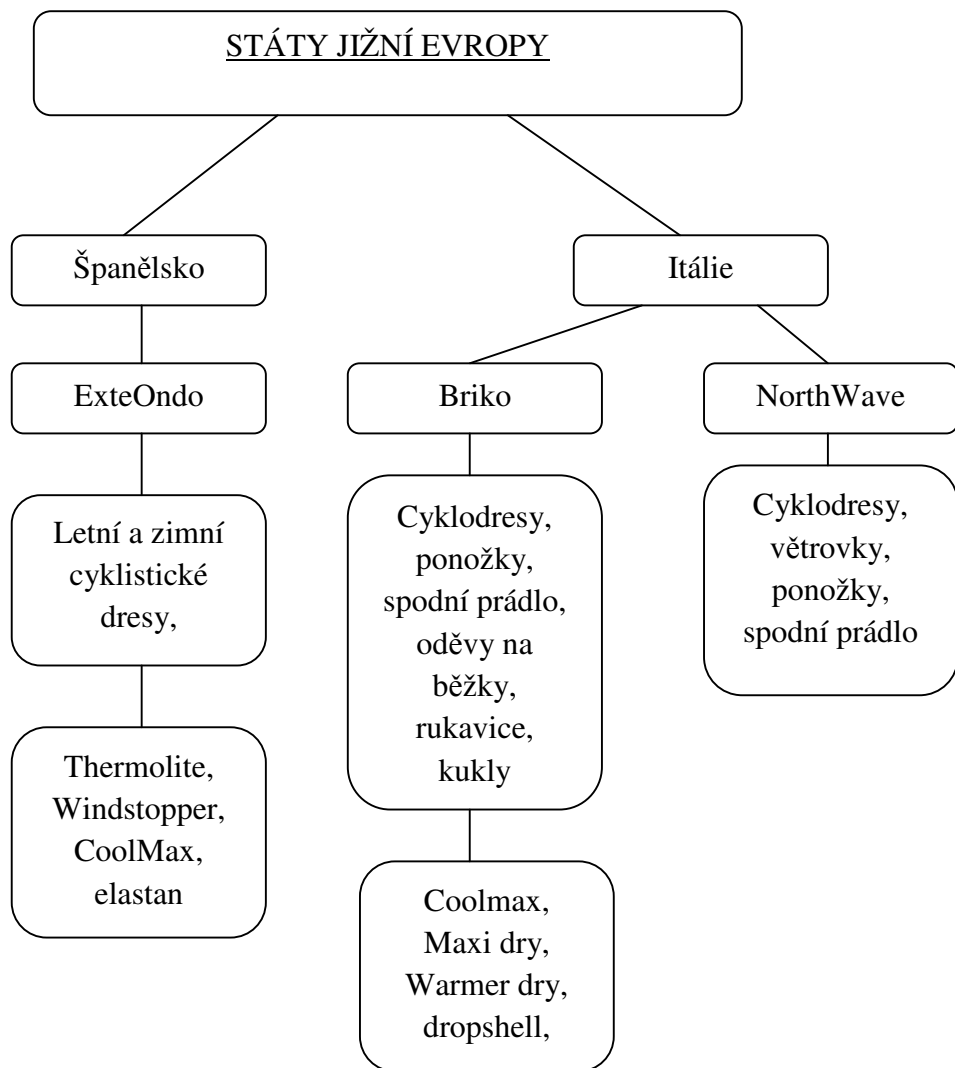 STÁTY JIŽNÍ EVROPY
Španělsko
Itálie
ExteOndo
Briko
NorthWave
Letní a zimní
cyklistické
dresy,
Cyklodresy,
ponožky,
spodní prádlo,
oděvy na
běžky,
rukavice,
kukly
Cyklodresy,
větrovky,
ponožky,
spodní prádlo
Thermolite,
Windstopper,
CoolMax,
elastan
Coolmax,
Maxi dry,
Warmer dry,
dropshell,